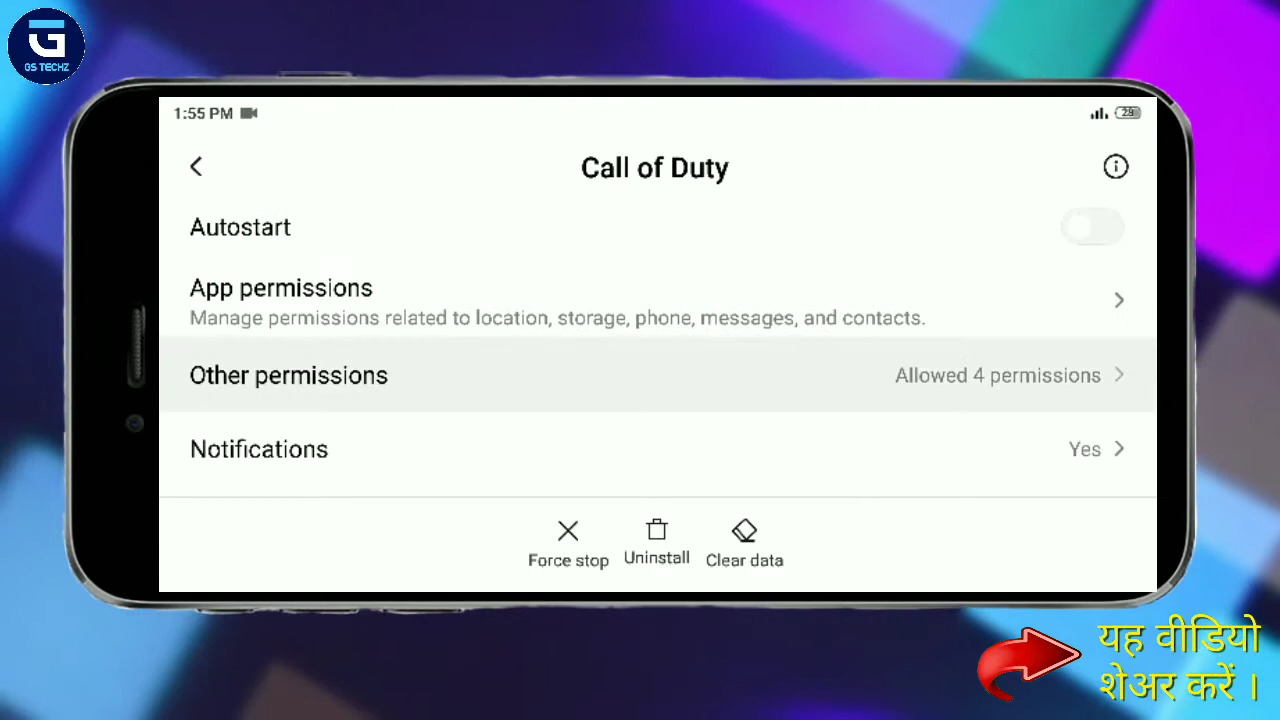 GS TECHZ
1:55 PM
29
Call of Duty
Autostart
App permissions
Manage permissions related to location, storage, phone, messages, and contacts.
Other permissions
Allowed 4 permissions
Notifications
Yes
Force stop
Uninstall
Clear data
यह वीडियो
शेअर करें ।